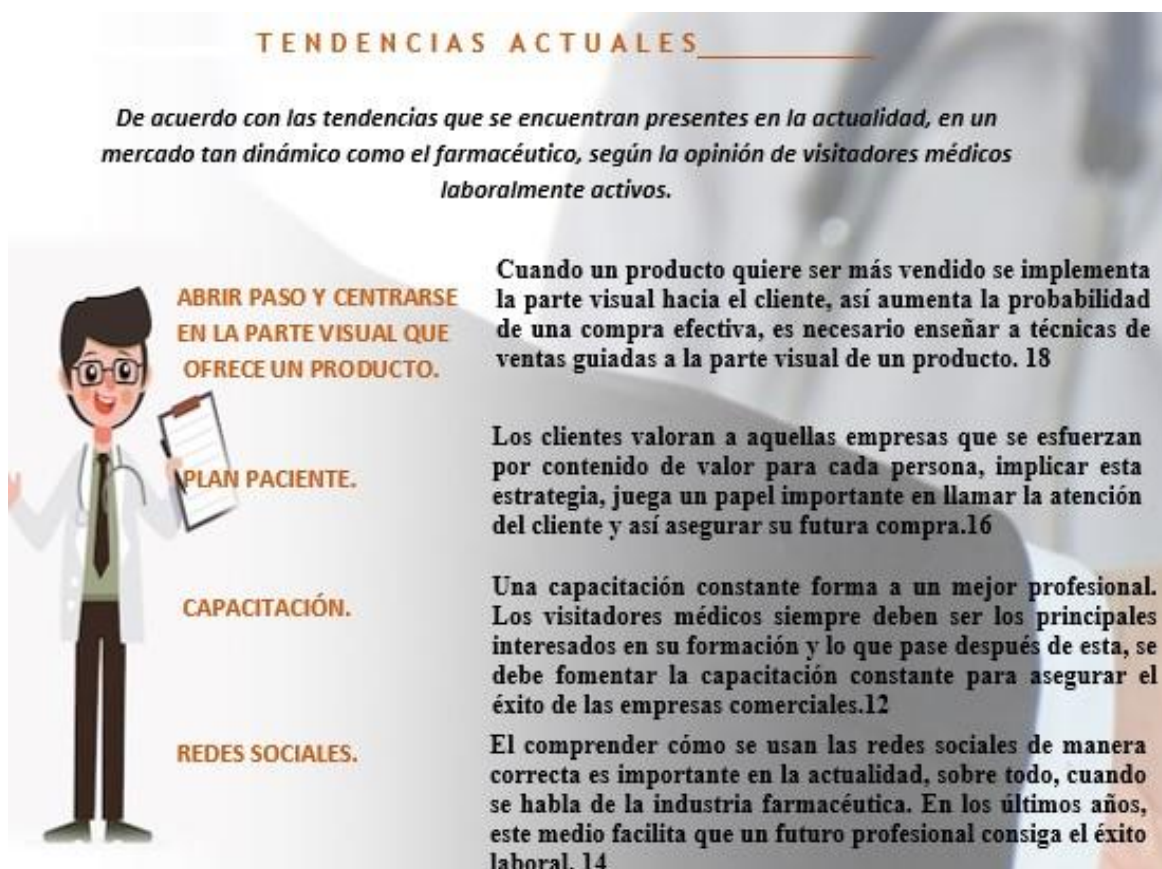 TENDENCIAS ACTUALES
De acuerdo con las tendencias que se encuentran presentes en la actualidad, en un
mercado tan dinámico como el farmacéutico, según la opinión de visitadores médicos
laboralmente activos.
ABRIR PASO Y CENTRARSE
EN LA PARTE VISUAL QUE
OFRECE UN PRODUCTO.
Cuando un producto quiere ser más vendido se implementa
la parte visual hacia el cliente, así aumenta la probabilidad
de una compra efectiva, es necesario enseñar a técnicas de
ventas guiadas a la parte visual de un producto. 18
PLAN PACIENTE.
Los clientes valoran a aquellas empresas que se esfuerzan
por contenido de valor para cada persona, implicar esta
estrategia, juega un papel importante en llamar la atención
del cliente y así asegurar su futura compra.16
CAPACITACIÓN.
Una capacitación constante forma a un mejor profesional.
Los visitadores médicos siempre deben ser los principales
interesados en su formación y lo que pase después de esta, se
debe fomentar la capacitación constante para asegurar el
éxito de las empresas comerciales.12
REDES SOCIALES.
El comprender cómo se usan las redes sociales de manera
correcta es importante en la actualidad, sobre todo, cuando
se habla de la industria farmacéutica. En los últimos años,
este medio facilita que un futuro profesional consiga el éxito
laboral. 14